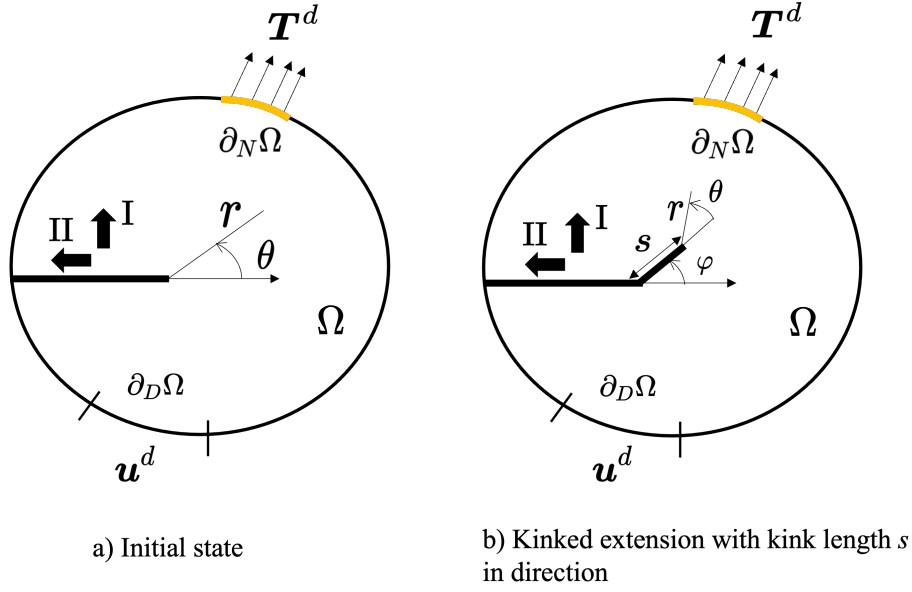 T^d T^d
∂_NΩ ∂_NΩ
II I r θ II I s r θ φ
Ω Ω
∂_DΩ ∂_DΩ
u^d u^d
a) Initial state
b) Kinked extension with kink length s
in direction